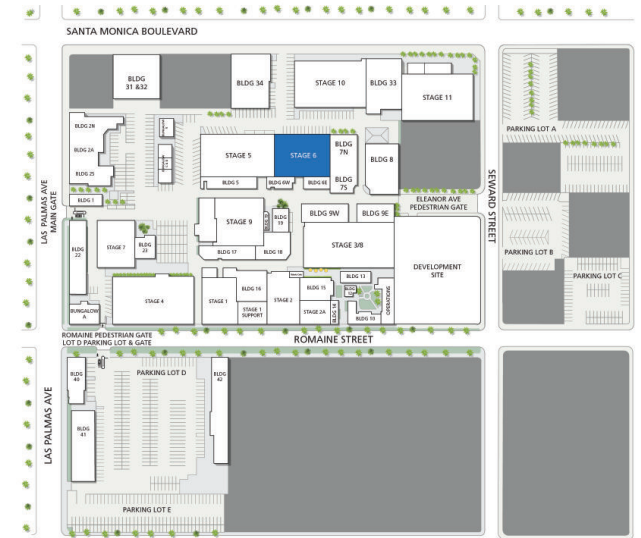 SANTA MONICA BOULEVARD
BLDG
31 &32
BLDG 34
STAGE 10
BLDG 33
STAGE 11
BLDG 2N
BLDG 2A
BLDG 2S
BLDG 1
STAGE 5
STAGE 6
BLDG
7N
BLDG
7S
BLDG 8
BLDG 5
BLDG 6W
BLDG 6E
PARKING LOT A
LAS PALMAS AVE
MAIN GATE
ELEANOR AVE
PEDESTRIAN GATE
SEWARD STREET
BLDG
22
STAGE 7
BLDG
23
STAGE 9
BLDG
19
BLDG 17
BLDG 18
BLDG 9W
BLDG 9E
STAGE 3/8
DEVELOPMENT
SITE
PARKING LOT B
PARKING LOT C
BUNGALOW
A
STAGE 4
STAGE 1
BLDG 16
STAGE 1
SUPPORT
STAGE 2
BLDG 15
STAGE 2A
BLDG 14
BLDG 13
BLDG 10
OPERATIONS
ROMAINE PEDESTRIAN GATE
LOT D PARKING LOT & GATE
ROMAINE STREET
LAS PALMAS AVE
BLDG
40
BLDG
41
PARKING LOT D
BLDG
42
PARKING LOT E